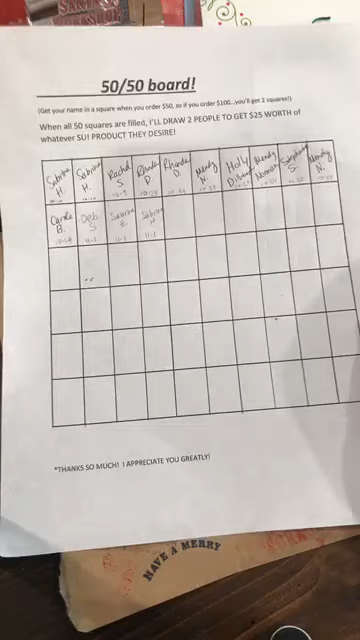 50/50 board!
(Get your name in a square when you order $50, so if you order $100...you'll get 2 squares!)
When all 50 squares are filled, I'LL DRAW 2 PEOPLE TO GET $25 WORTH of
whatever SU! PRODUCT THEY DESIRE!
Sabrina H. Sabrina H. Rachel S. Rhonda D. Rhonda D. Mendy N. Holly Mendy Stephanie S. Mendy N.
Carole B. Deb S. Sabrina H. Sabrina H.
*THANKS SO MUCH! I APPRECIATE YOU GREATLY!
HAVE A MERRY